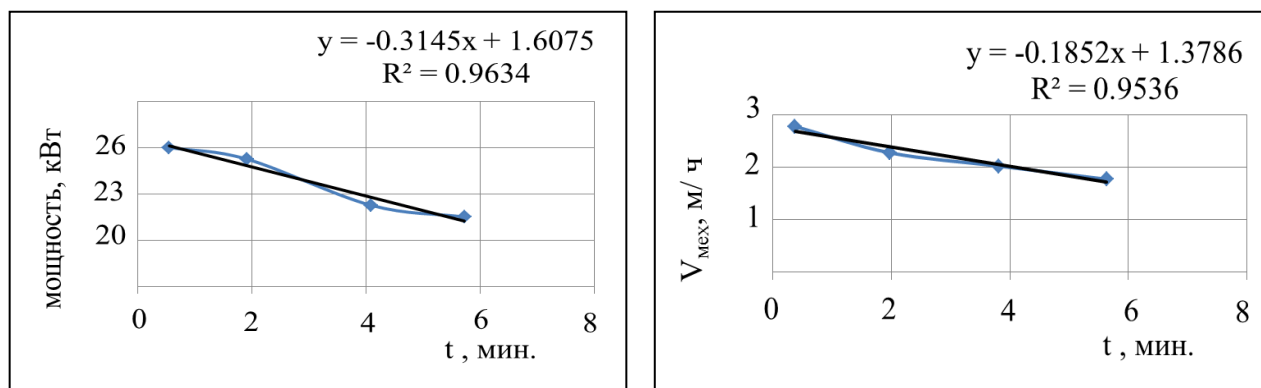 y = -0.3145x + 1.6075
R² = 0.9634
мощность, кВт
26
23
20
0 2 4 6 8
t , мин.
y = -0.1852x + 1.3786
R² = 0.9536
Vмех, м/ ч
3
2
1
0 2 4 6 8
t , мин.